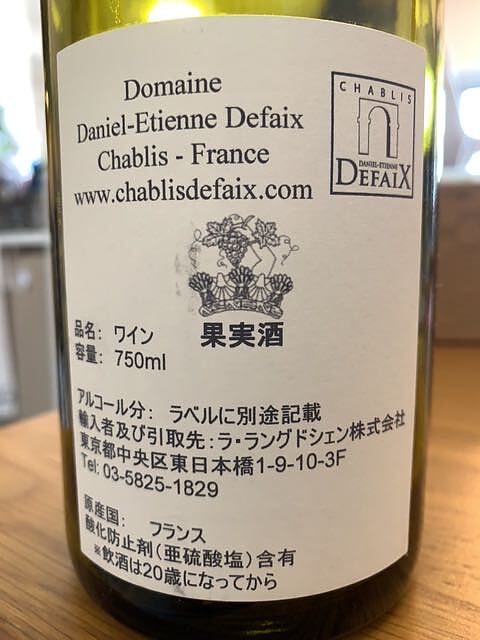 Domaine
Daniel-Etienne Defaix
Chablis - France
www.chablisdefaix.com
CHABLIS
DANIEL-ETIENNE
DEFAIX
果実酒
品名： ワイン
容量： 750ml
アルコール分： ラベルに別途記載
輸入者及び引取先：ラ・ラングドシェン株式会社
東京都中央区東日本橋1-9-10-3F
Tel: 03-5825-1829
原産国： フランス
酸化防止剤（亜硫酸塩）含有
※飲酒は20歳になってから